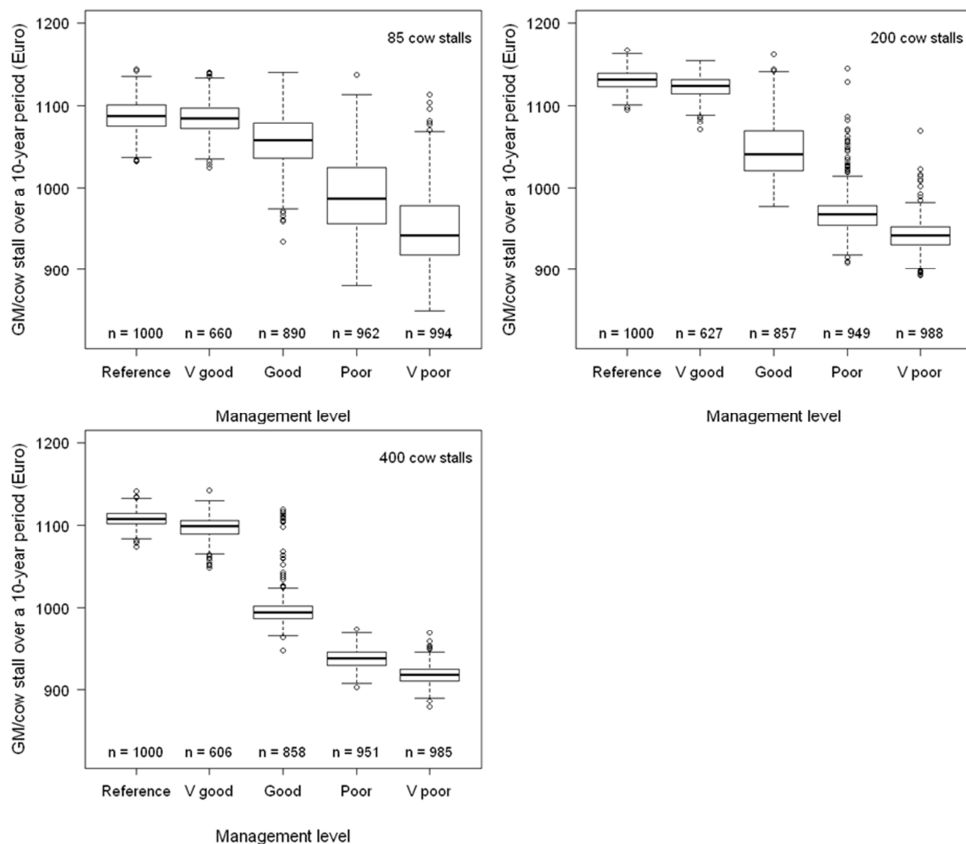 GM/cow stall over a 10-year period (Euro)
1200
1100
1000
900
85 cow stalls
n = 1000 n = 660 n = 890 n = 962 n = 994
Reference V good Good Poor V poor
Management level
GM/cow stall over a 10-year period (Euro)
1200
1100
1000
900
200 cow stalls
n = 1000 n = 627 n = 857 n = 949 n = 988
Reference V good Good Poor V poor
Management level
GM/cow stall over a 10-year period (Euro)
1200
1100
1000
900
400 cow stalls
n = 1000 n = 606 n = 858 n = 951 n = 985
Reference V good Good Poor V poor
Management level